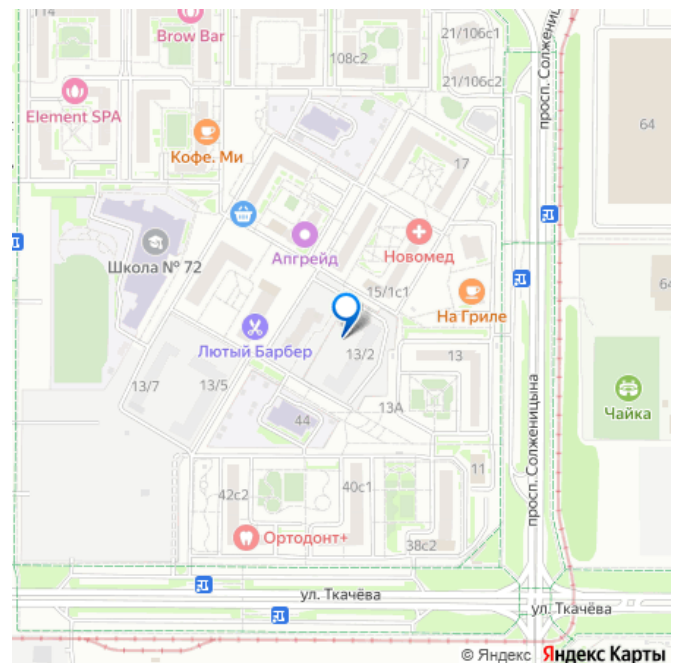 114
Brow Bar
108с2
21/106с1
21/106с2
просп. Солженицы
64
Element SPA
Кофе. Ми
17
Школа № 72
Апгрейд
Новомед
15/1с1
На Гриле
64
Лютый Барбер
13/2
13
13/7
13/5
13А
Чайка
44
11
42с2
40с1
просп. Солженицына
Ортодонт+
38с2
ул. Ткачёва
ул. Ткачёва
© Яндекс Яндекс Карты